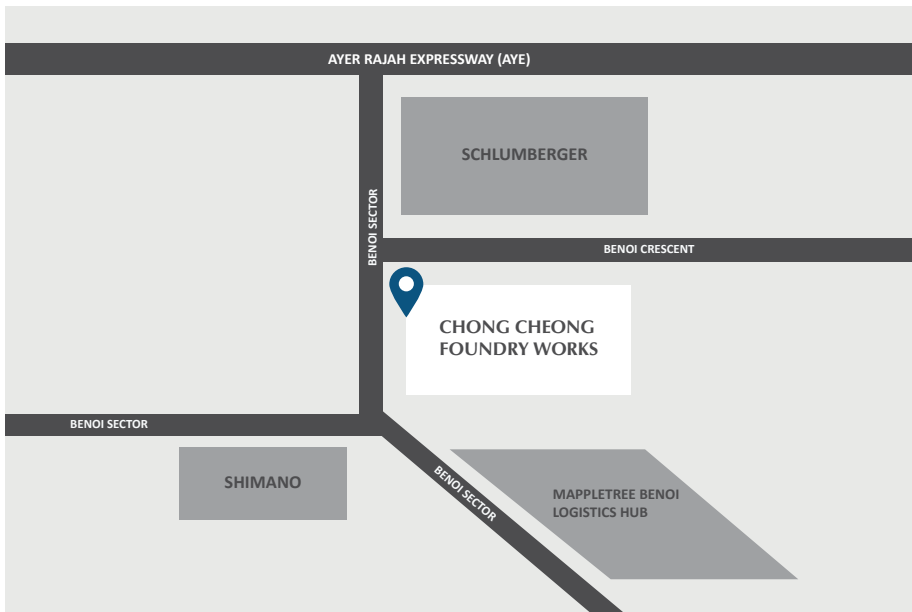 AYER RAJAH EXPRESSWAY (AYE)
SCHLUMBERGER
BENOI SECTOR
BENOI CRESCENT
CHONG CHEONG
FOUNDRY WORKS
BENOI SECTOR
SHIMANO
BENOI SECTOR
MAPPLETREE BENOI
LOGISTICS HUB